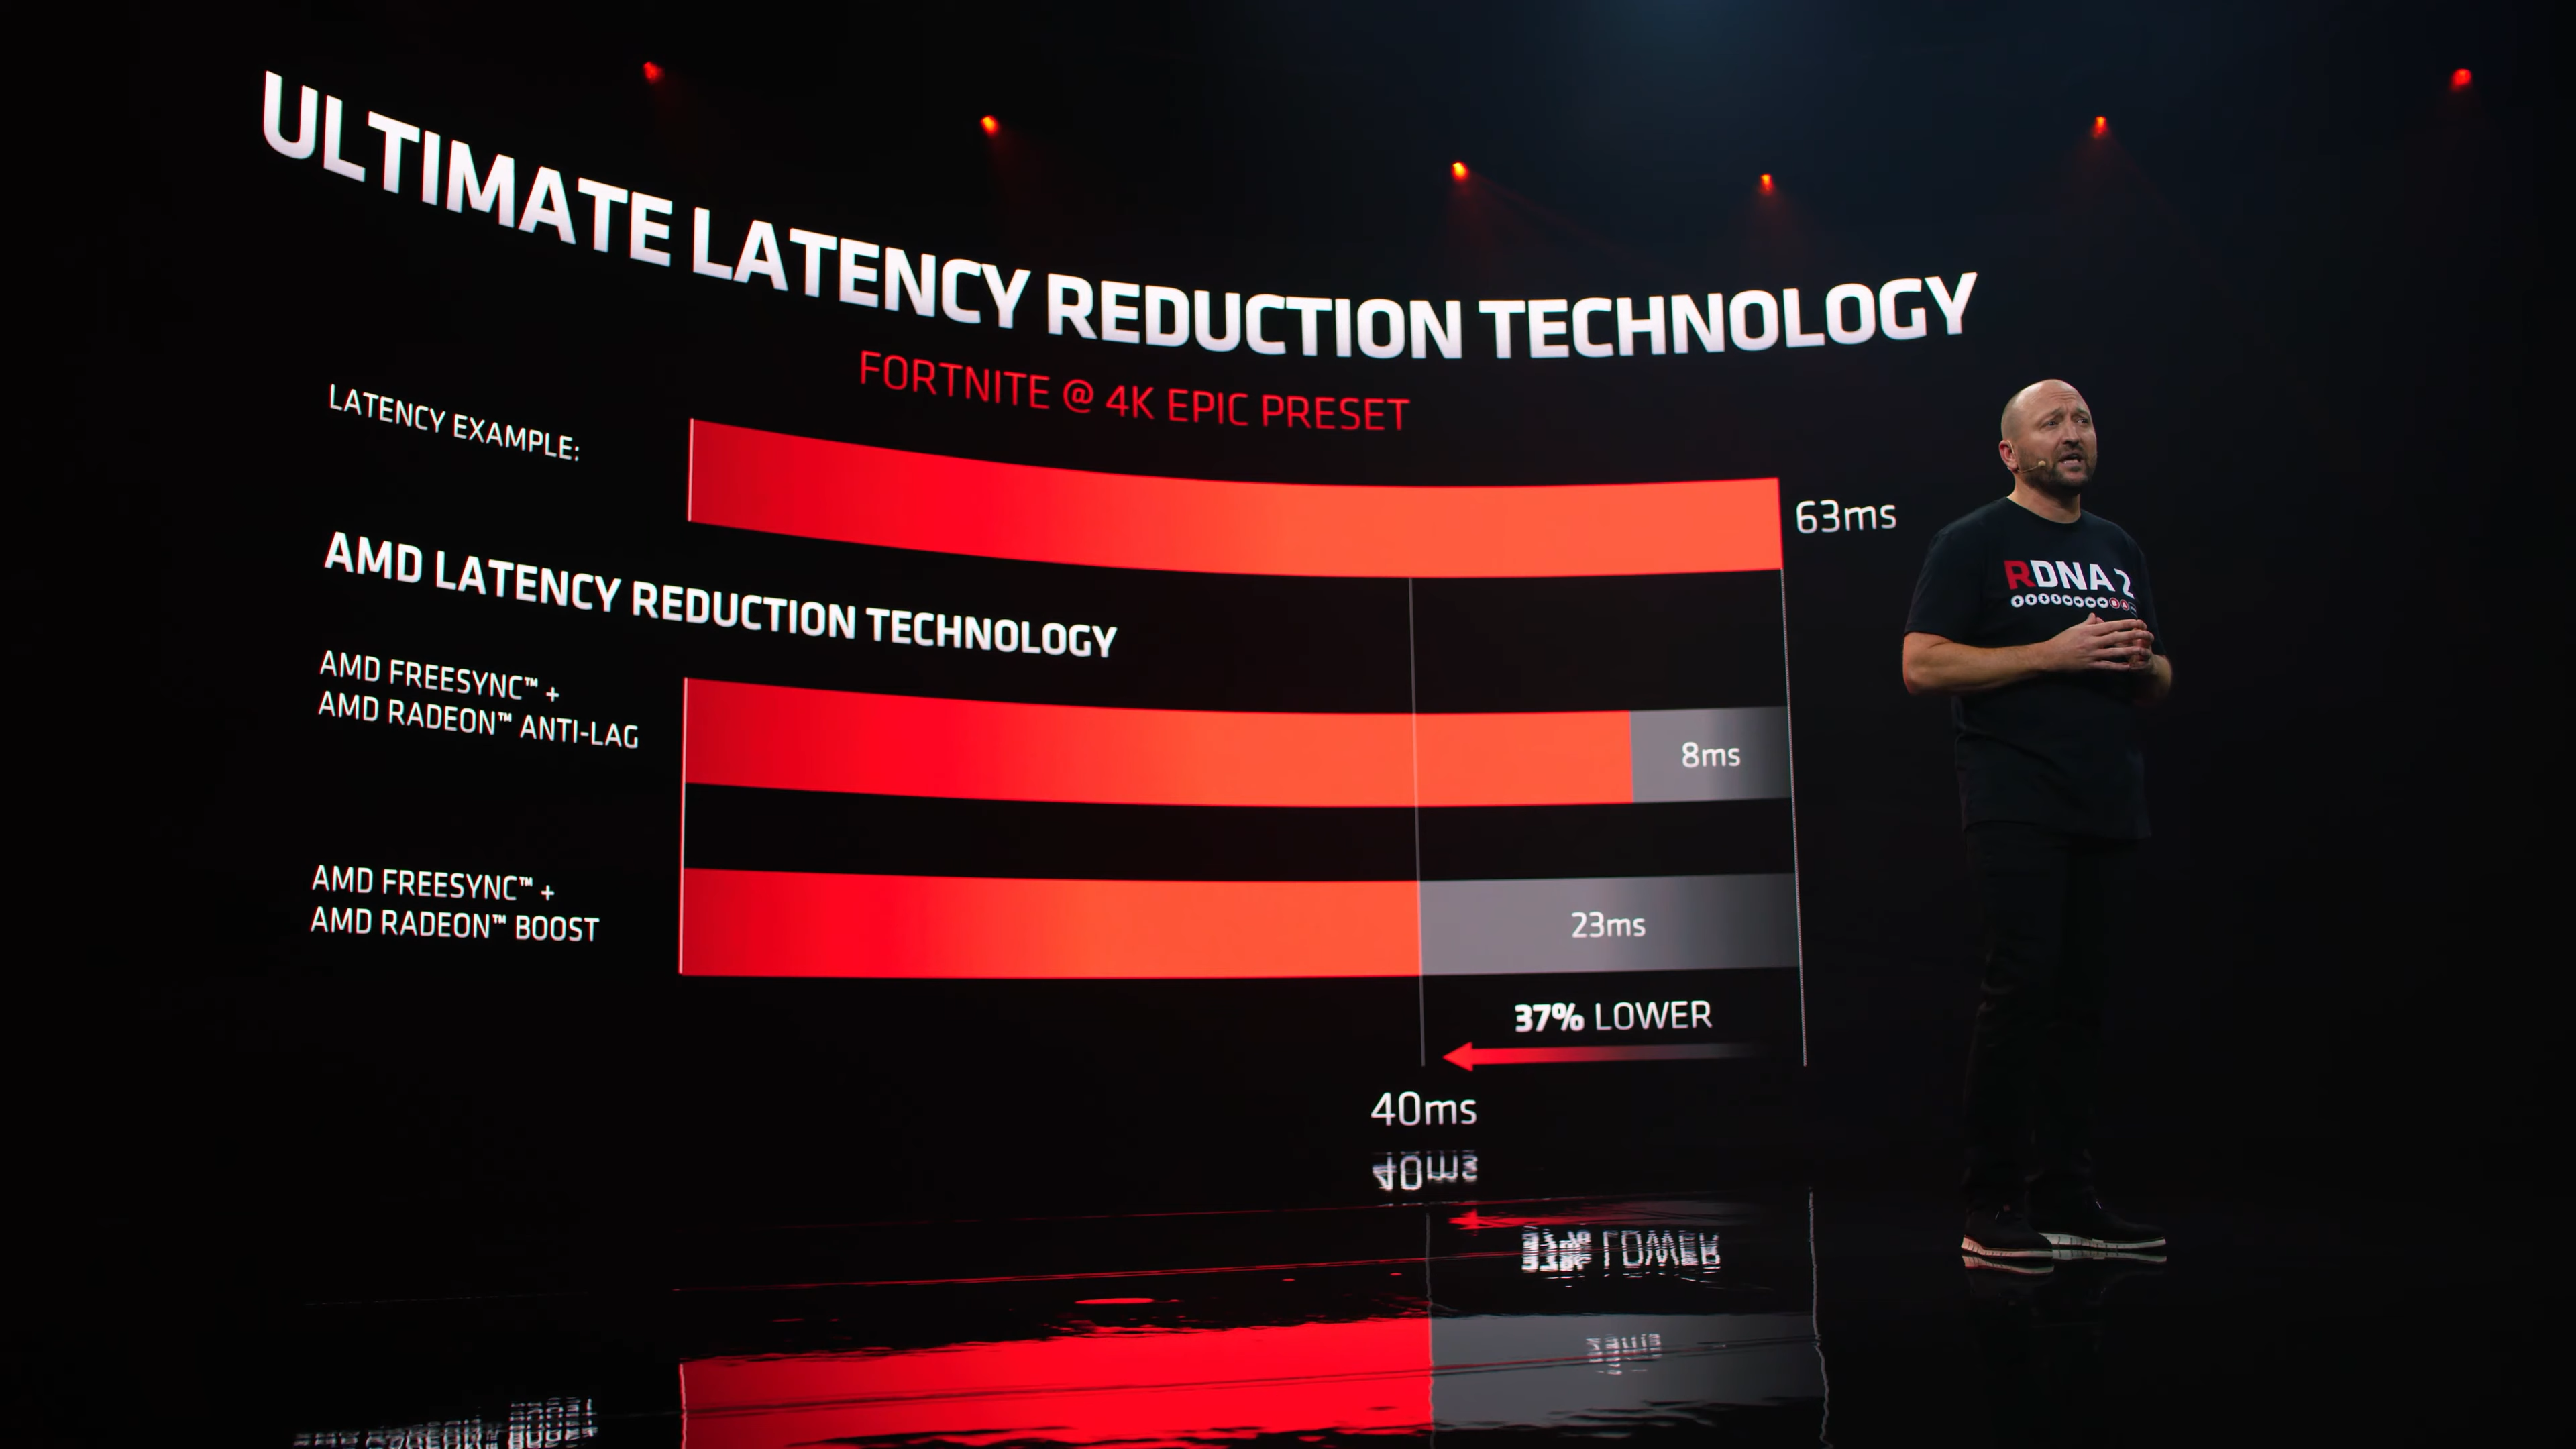 ULTIMATE LATENCY REDUCTION TECHNOLOGY
FORTNITE @ 4K EPIC PRESET
LATENCY EXAMPLE:
63ms
AMD LATENCY REDUCTION TECHNOLOGY
AMD FREESYNC™ +
AMD RADEON™ ANTI-LAG
8ms
AMD FREESYNC™ +
AMD RADEON™ BOOST
23ms
37% LOWER
40ms
RDNA 2